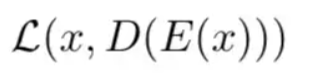 ℒ(x, D(E(x)))